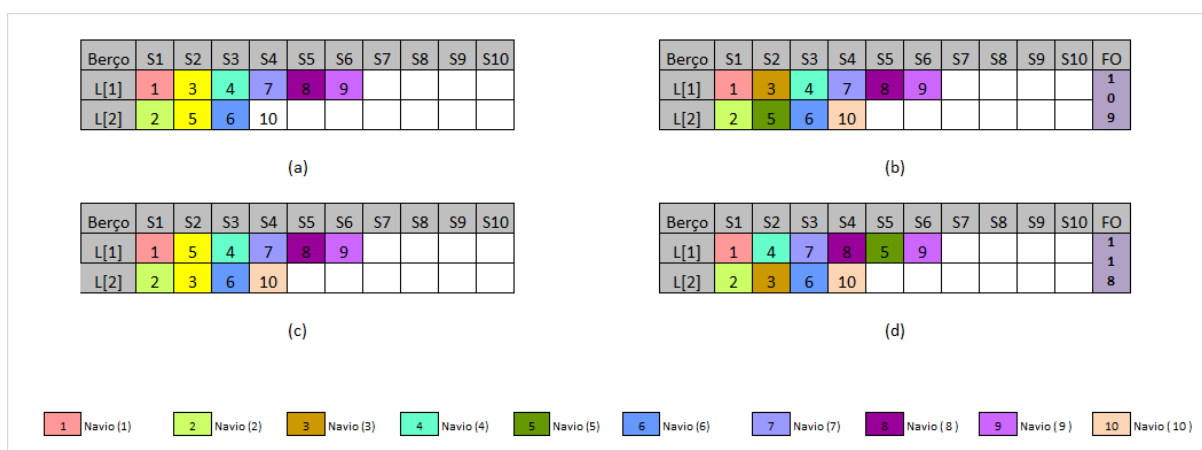 Berço S1 S2 S3 S4 S5 S6 S7 S8 S9 S10
L[1] 1 3 4 7 8 9
L[2] 2 5 6 10
(a)
Berço S1 S2 S3 S4 S5 S6 S7 S8 S9 S10 FO
L[1] 1 3 4 7 8 9 109
L[2] 2 5 6 10
(b)
Berço S1 S2 S3 S4 S5 S6 S7 S8 S9 S10
L[1] 1 5 4 7 8 9
L[2] 2 3 6 10
(c)
Berço S1 S2 S3 S4 S5 S6 S7 S8 S9 S10 FO
L[1] 1 4 7 8 5 9 118
L[2] 2 3 6 10
(d)
1 Navio (1) 2 Navio (2) 3 Navio (3) 4 Navio (4) 5 Navio (5) 6 Navio (6) 7 Navio (7) 8 Navio ( 8 ) 9 Navio ( 9 ) 10 Navio ( 10 )